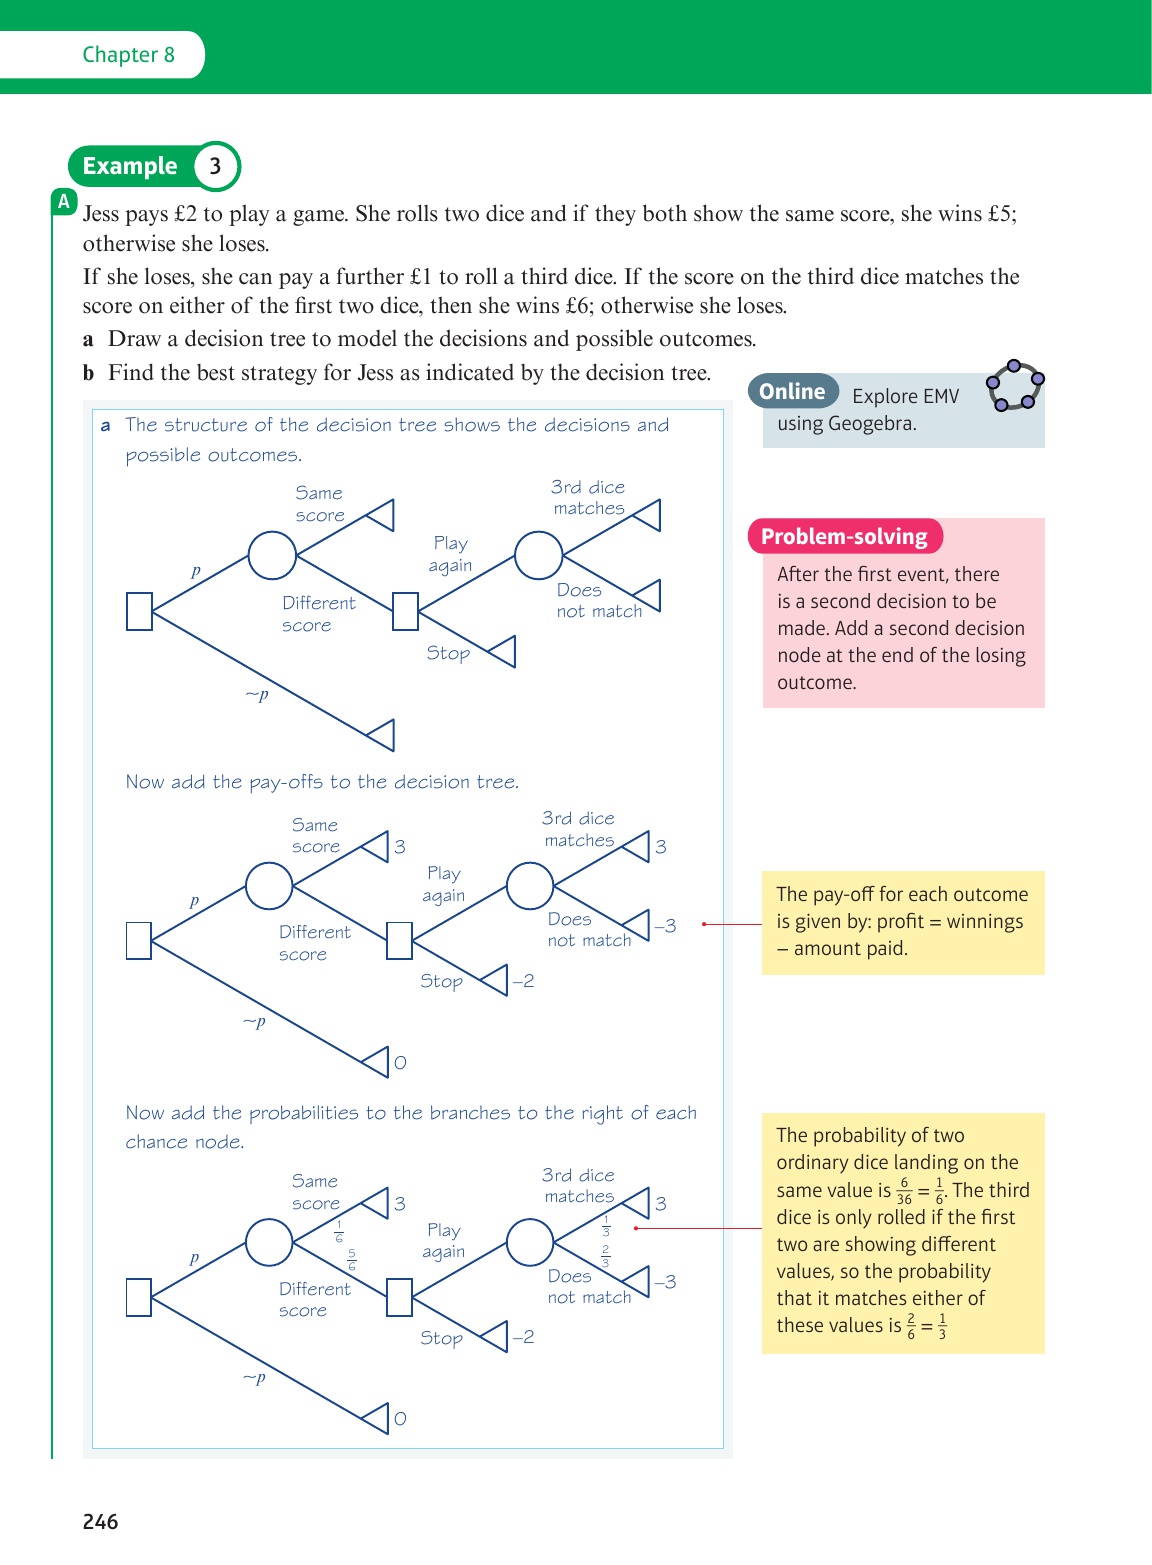 Chapter 8
Example 3
A
Jess pays £2 to play a game. She rolls two dice and if they both show the same score, she wins £5;
otherwise she loses.
If she loses, she can pay a further £1 to roll a third dice. If the score on the third dice matches the
score on either of the first two dice, then she wins £6; otherwise she loses.
a Draw a decision tree to model the decisions and possible outcomes.
b Find the best strategy for Jess as indicated by the decision tree.
Online Explore EMV
using Geogebra.
a The structure of the decision tree shows the decisions and
possible outcomes.
Same
score
3rd dice
matches
Play
again
p
Different
score
Does
not match
Stop
~p
Problem-solving
After the first event, there
is a second decision to be
made. Add a second decision
node at the end of the losing
outcome.
Now add the pay-offs to the decision tree.
Same
score
3
3rd dice
matches
3
Play
again
p
Different
score
Does
not match
–3
Stop
–2
~p
0
The pay-off for each outcome
is given by: profit = winnings
– amount paid.
Now add the probabilities to the branches to the right of each
chance node.
Same
score
3
1/6
5/6
3rd dice
matches
3
1/3
2/3
Play
again
p
Different
score
Does
not match
–3
Stop
–2
~p
0
The probability of two
ordinary dice landing on the
same value is 6/36 = 1/6. The third
dice is only rolled if the first
two are showing different
values, so the probability
that it matches either of
these values is 2/6 = 1/3
246